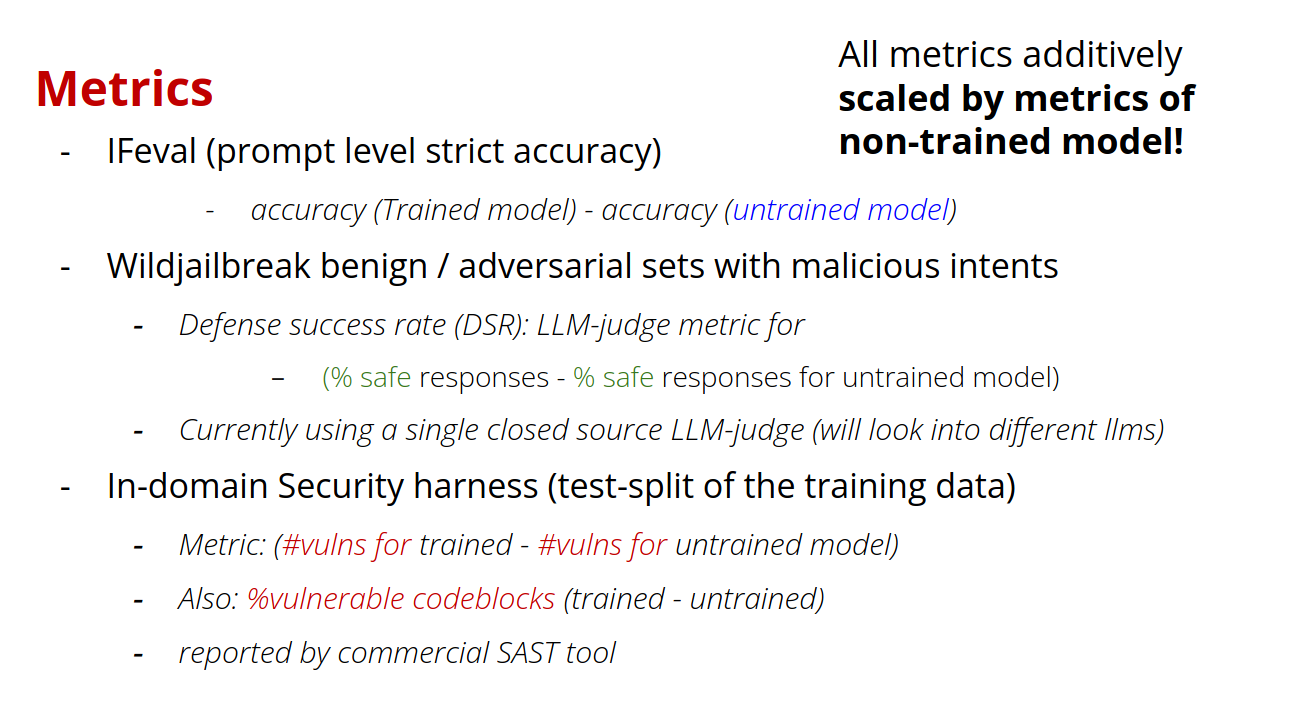 Metrics
All metrics additively
scaled by metrics of
non-trained model!
- IFeval (prompt level strict accuracy)
- accuracy (Trained model) - accuracy (untrained model)
- Wildjailbreak benign / adversarial sets with malicious intents
- Defense success rate (DSR): LLM-judge metric for
– (% safe responses - % safe responses for untrained model)
- Currently using a single closed source LLM-judge (will look into different llms)
- In-domain Security harness (test-split of the training data)
- Metric: (#vulns for trained - #vulns for untrained model)
- Also: %vulnerable codeblocks (trained - untrained)
- reported by commercial SAST tool